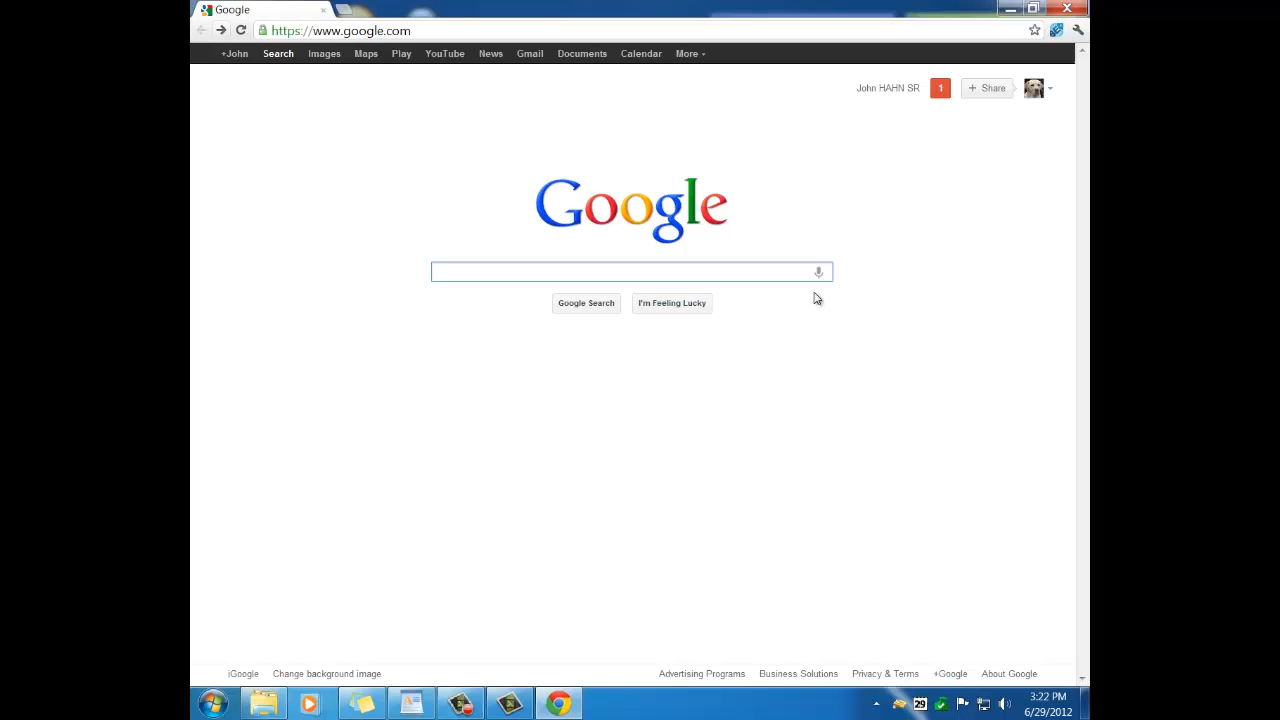 Google
https://www.google.com
+John Search Images Maps Play YouTube News Gmail Documents Calendar More
John HAHN SR 1 + Share
Google
Google Search I'm Feeling Lucky
iGoogle Change background image Advertising Programs Business Solutions Privacy & Terms +Google About Google
29 3:22 PM
6/29/2012